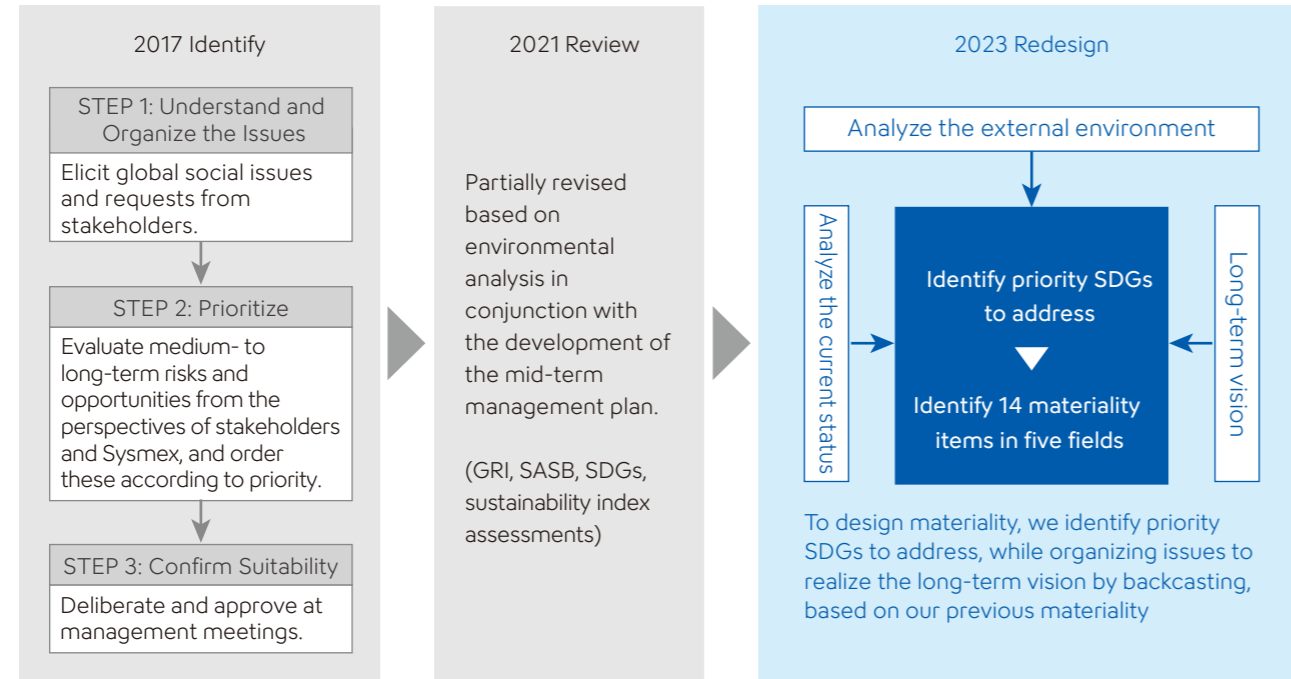 2017 Identify
STEP 1: Understand and
Organize the Issues
Elicit global social issues
and requests from
stakeholders.
STEP 2: Prioritize
Evaluate medium- to
long-term risks and
opportunities from the
perspectives of stakeholders
and Sysmex, and order
these according to priority.
STEP 3: Confirm Suitability
Deliberate and approve at
management meetings.
2021 Review
Partially revised
based on
environmental
analysis in
conjunction with
the development of
the mid-term
management plan.
(GRI, SASB, SDGs,
sustainability index
assessments)
2023 Redesign
Analyze the external environment
Analyze the current status
Identify priority SDGs
to address
Identify 14 materiality
items in five fields
Long-term vision
To design materiality, we identify priority
SDGs to address, while organizing issues to
realize the long-term vision by backcasting,
based on our previous materiality